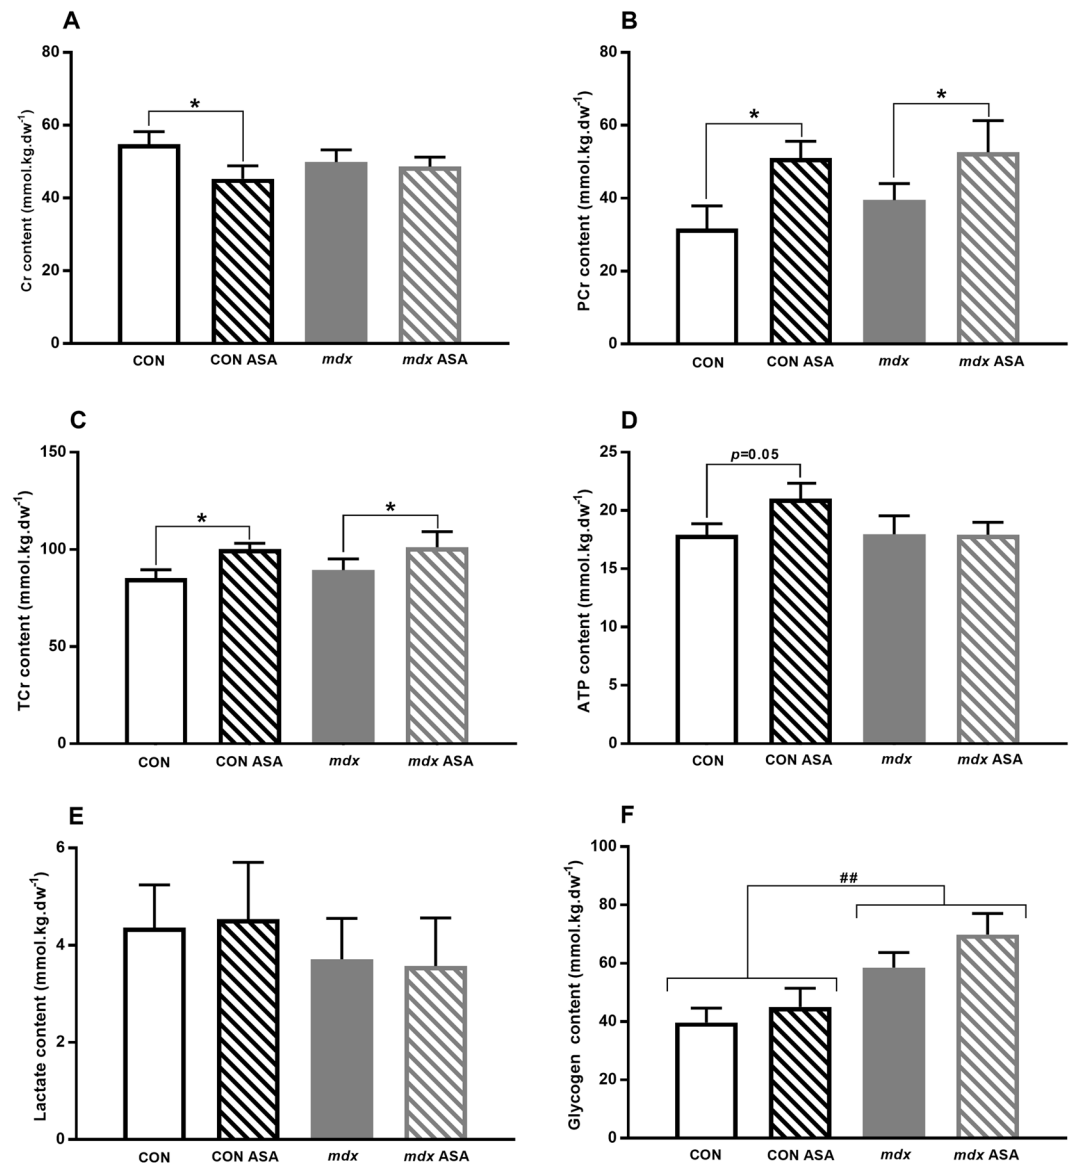 A
Cr content (mmol.kg.dw-1)
80
60
40
20
0
*
CON
CON ASA
mdx
mdx ASA
B
PCr content (mmol.kg.dw-1)
80
60
40
20
0
*
*
CON
CON ASA
mdx
mdx ASA
C
TCr content (mmol.kg.dw-1)
150
100
50
0
*
*
CON
CON ASA
mdx
mdx ASA
D
ATP content (mmol.kg.dw-1)
25
20
15
10
5
0
p=0.05
CON
CON ASA
mdx
mdx ASA
E
Lactate content (mmol.kg.dw-1)
6
4
2
0
CON
CON ASA
mdx
mdx ASA
F
Glycogen content (mmol.kg.dw-1)
100
80
60
40
20
0
##
CON
CON ASA
mdx
mdx ASA